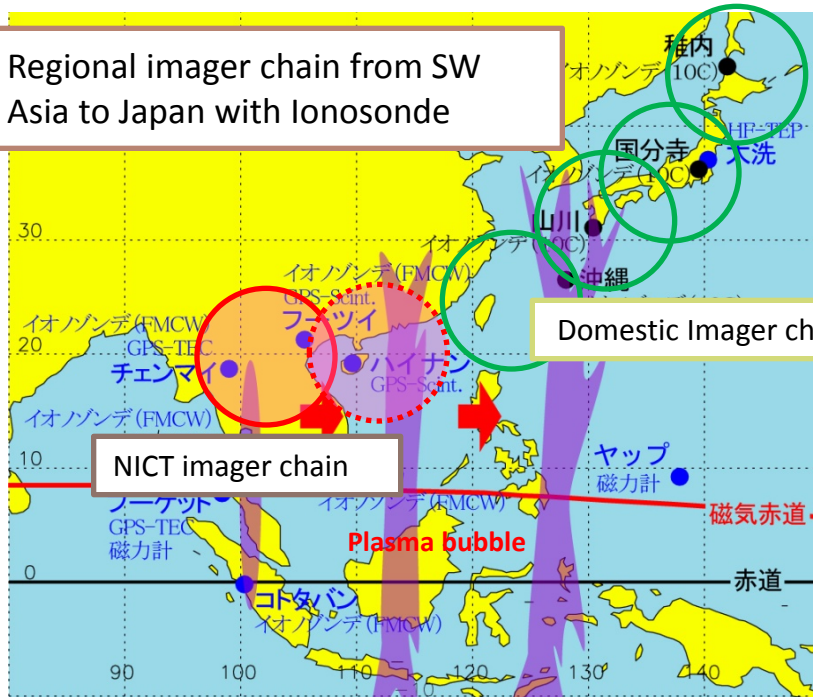 Regional imager chain from SW
Asia to Japan with Ionosonde
稚内
イオノゾンデ(10C)
HF-TEP
国分寺
大洗
イオノゾンデ(10C)
山川
イオノゾンデ(10C)
沖縄
30
イオノゾンデ(FMCW)
GPS-Scint.
フーツイ
Domestic Imager ch
イオノゾンデ(FMCW)
GPS-TEC
チェンマイ
20
ハイナン
GPS-Scint.
イオノゾンデ(FMCW)
NICT imager chain
10
ヤップ
磁力計
プーケット
GPS-TEC
磁力計
イオノゾンデ(FMCW)
磁気赤道
Plasma bubble
0
赤道
コトタバン
イオノゾンデ(FMCW)
90
100
110
120
130
140
-10